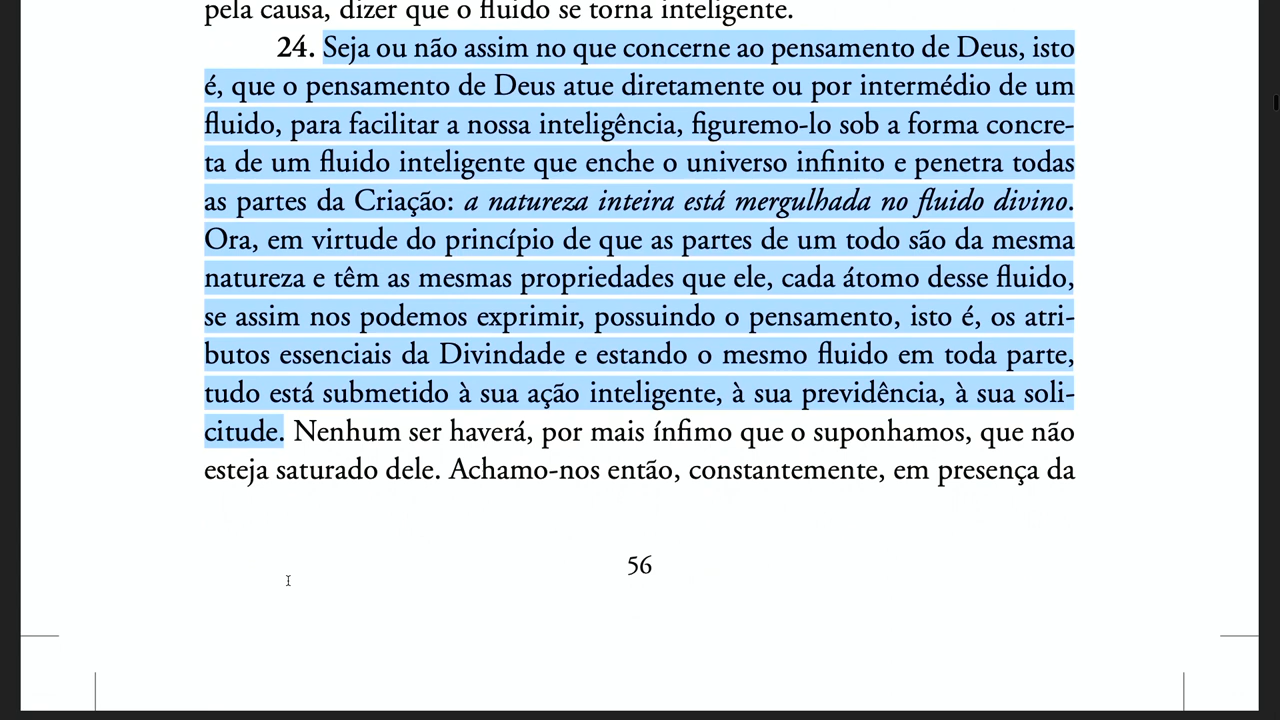 pela causa, dizer que o fluido se torna inteligente.
24. Seja ou não assim no que concerne ao pensamento de Deus, isto
é, que o pensamento de Deus atue diretamente ou por intermédio de um
fluido, para facilitar a nossa inteligência, figuremo-lo sob a forma concre-
ta de um fluido inteligente que enche o universo infinito e penetra todas
as partes da Criação: a natureza inteira está mergulhada no fluido divino.
Ora, em virtude do princípio de que as partes de um todo são da mesma
natureza e têm as mesmas propriedades que ele, cada átomo desse fluido,
se assim nos podemos exprimir, possuindo o pensamento, isto é, os atri-
butos essenciais da Divindade e estando o mesmo fluido em toda parte,
tudo está submetido à sua ação inteligente, à sua previdência, à sua soli-
citude. Nenhum ser haverá, por mais ínfimo que o suponhamos, que não
esteja saturado dele. Achamo-nos então, constantemente, em presença da
56